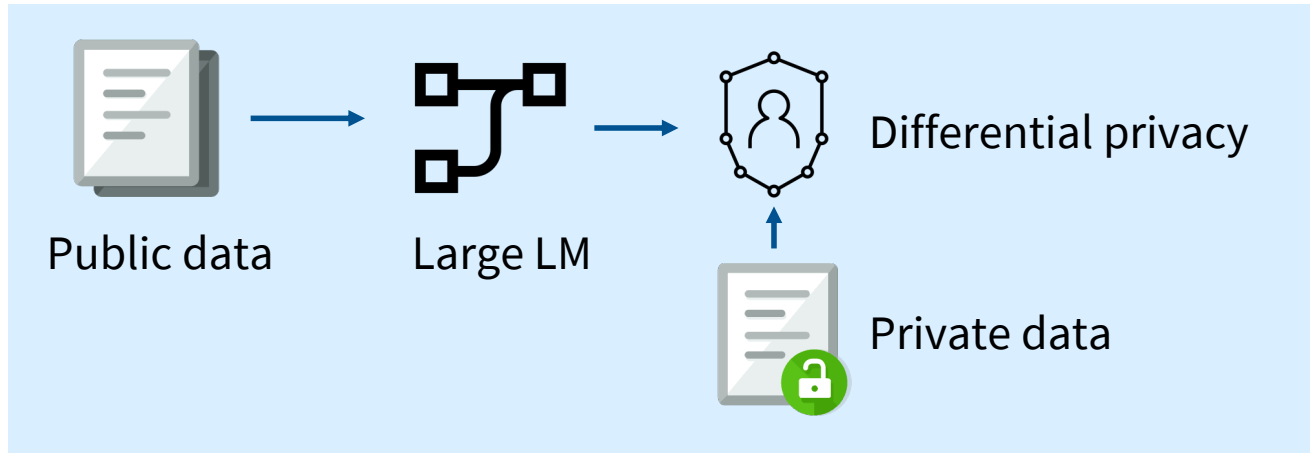 Public data
Large LM
Differential privacy
Private data